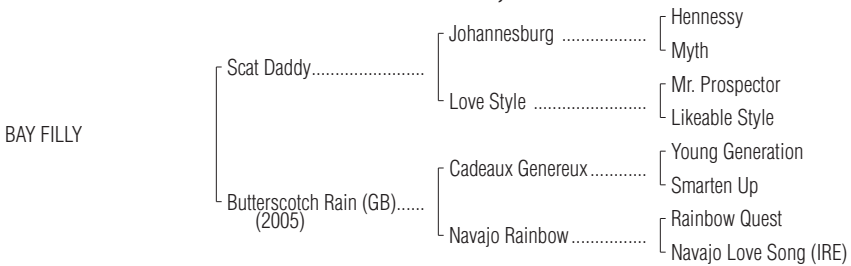 Hennessy
Johannesburg ..................
Myth
Scat Daddy........................
Mr. Prospector
Love Style ........................
Likeable Style
BAY FILLY
Young Generation
Cadeaux Genereux............
Smarten Up
Butterscotch Rain (GB)......
(2005)
Rainbow Quest
Navajo Rainbow................
Navajo Love Song (IRE)